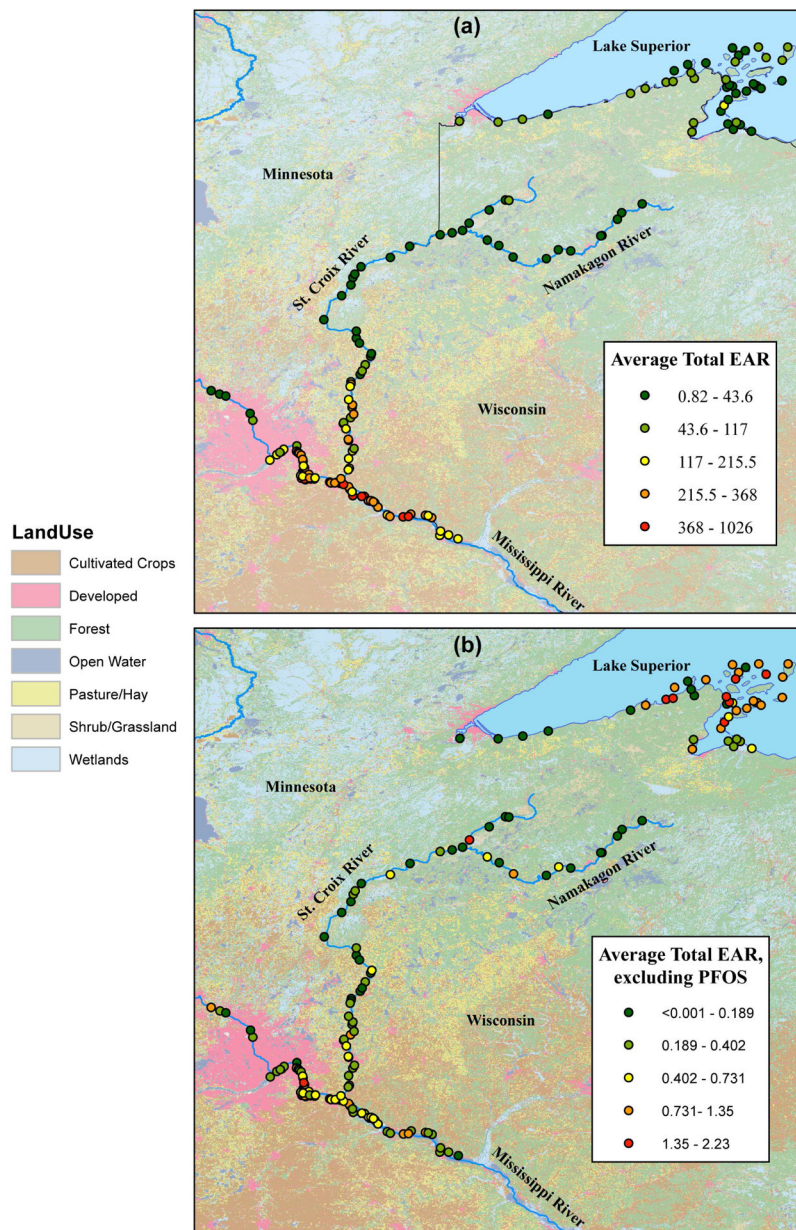 (a)
Lake Superior
Minnesota
St. Croix River
Namakagon River
Wisconsin
Mississippi River
Average Total EAR
0.82 - 43.6
43.6 - 117
117 - 215.5
215.5 - 368
368 - 1026
LandUse
Cultivated Crops
Developed
Forest
Open Water
Pasture/Hay
Shrub/Grassland
Wetlands
(b)
Lake Superior
Minnesota
St. Croix River
Namakagon River
Wisconsin
Mississippi River
Average Total EAR,
excluding PFOS
<0.001 - 0.189
0.189 - 0.402
0.402 - 0.731
0.731- 1.35
1.35 - 2.23